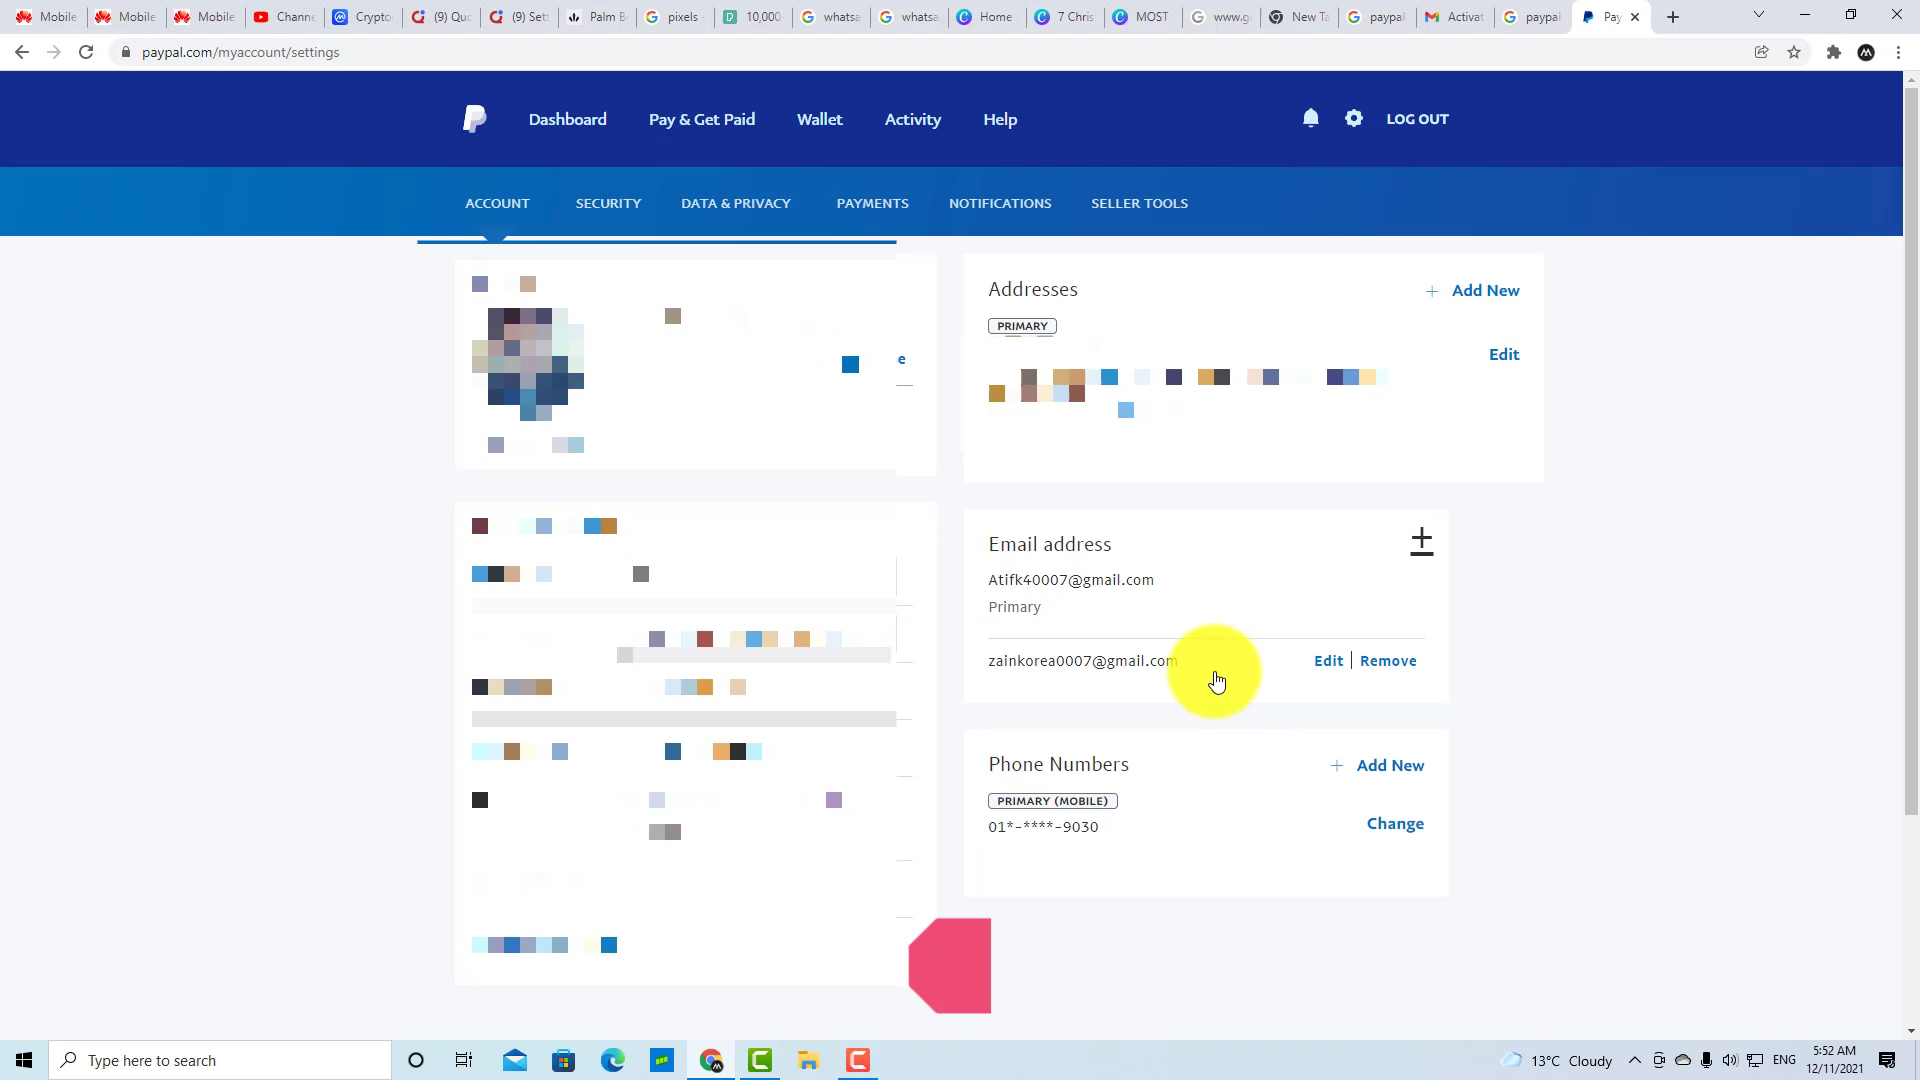 Mobile
Mobile
Mobile
Channe
Crypto
(9) Quo
(9) Sett
Palm B
pixels -
10,000
whatsa
whatsa
Home
7 Chris
MOST
www.g
New Ta
paypal
Activat
paypal
Pay
paypal.com/myaccount/settings
Dashboard
Pay & Get Paid
Wallet
Activity
Help
LOG OUT
ACCOUNT
SECURITY
DATA & PRIVACY
PAYMENTS
NOTIFICATIONS
SELLER TOOLS
Addresses
+ Add New
PRIMARY
Edit
e
Email address
+
Atifk40007@gmail.com
Primary
zainkorea0007@gmail.com
Edit | Remove
Phone Numbers
+ Add New
PRIMARY (MOBILE)
01*-****-9030
Change
Type here to search
13°C Cloudy
ENG
5:52 AM
12/11/2021